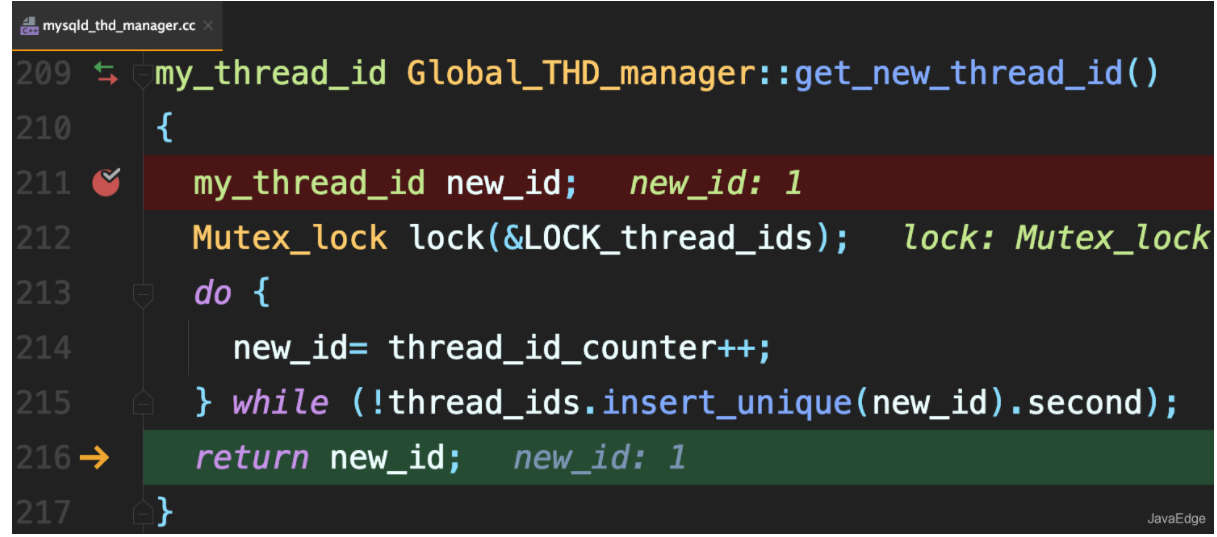 mysqld_thd_manager.cc
209 my_thread_id Global_THD_manager::get_new_thread_id()
210 {
211 my_thread_id new_id; new_id: 1
212 Mutex_lock lock(&LOCK_thread_ids); lock: Mutex_lock
213 do {
214 new_id= thread_id_counter++;
215 } while (!thread_ids.insert_unique(new_id).second);
216 return new_id; new_id: 1
217 }
JavaEdge